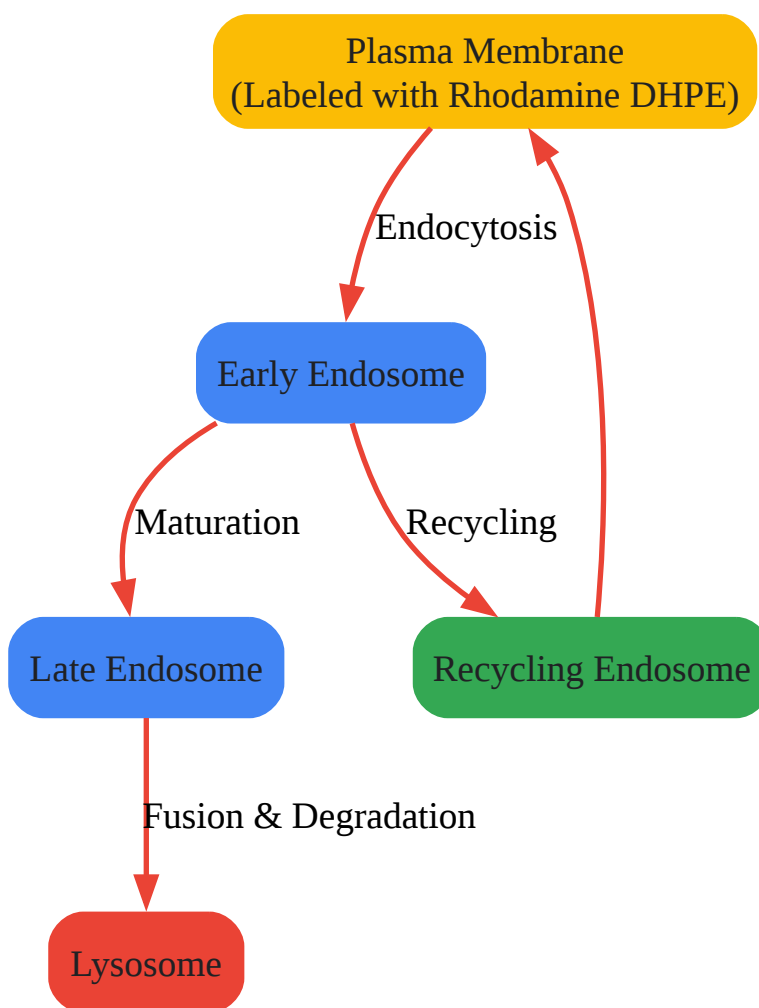 Plasma Membrane
(Labeled with Rhodamine DHPE)
Endocytosis
Early Endosome
Maturation
Recycling
Late Endosome
Recycling Endosome
Fusion & Degradation
Lysosome